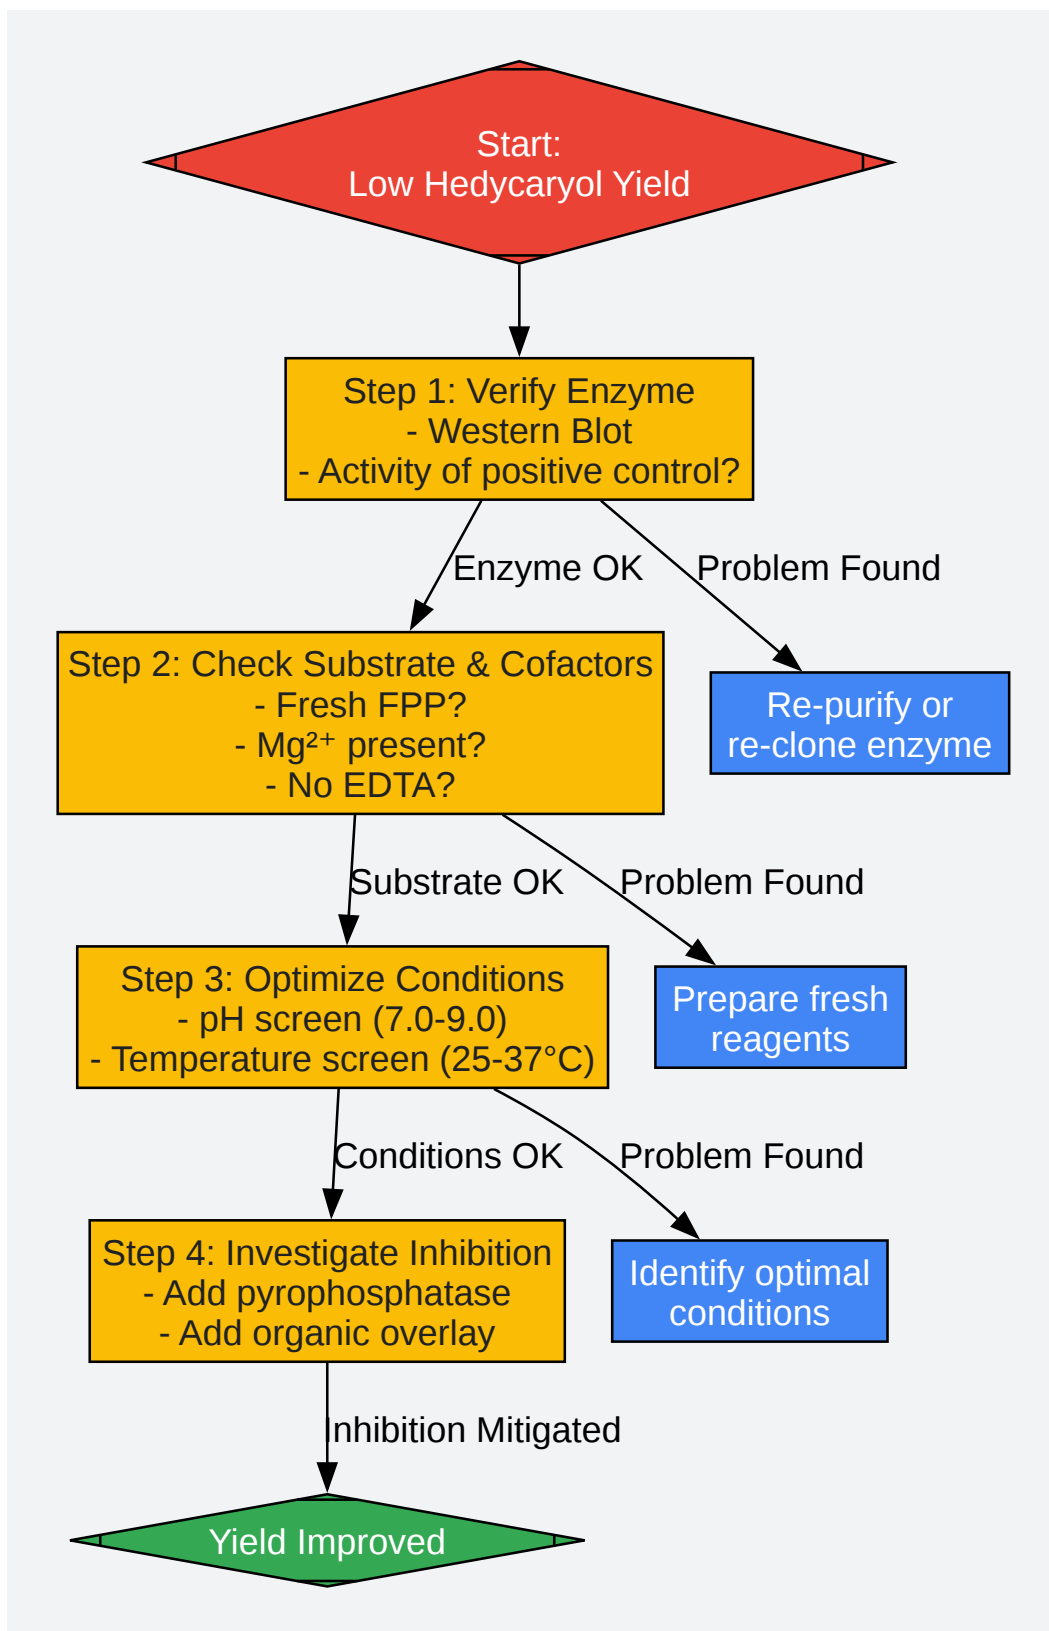 Start:
Low Hedycaryol Yield
Step 1: Verify Enzyme
- Western Blot
- Activity of positive control?
Enzyme OK
Problem Found
Step 2: Check Substrate & Cofactors
- Fresh FPP?
- Mg²⁺ present?
- No EDTA?
Re-purify or
re-clone enzyme
Substrate OK
Problem Found
Step 3: Optimize Conditions
- pH screen (7.0-9.0)
- Temperature screen (25-37°C)
Prepare fresh
reagents
Conditions OK
Problem Found
Step 4: Investigate Inhibition
- Add pyrophosphatase
- Add organic overlay
Identify optimal
conditions
Inhibition Mitigated
Yield Improved